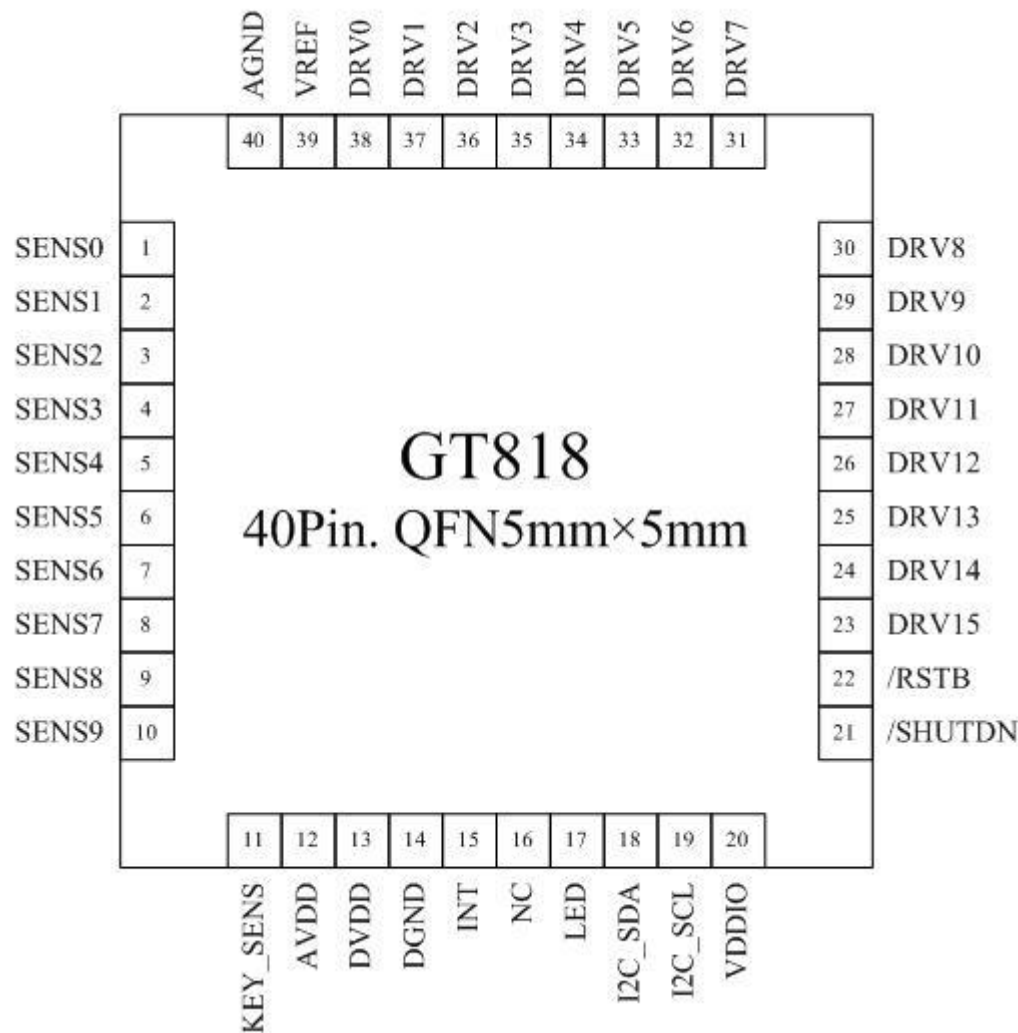 AGND VREF DRV0 DRV1 DRV2 DRV3 DRV4 DRV5 DRV6 DRV7
40 39 38 37 36 35 34 33 32 31
SENS0 1 30 DRV8
SENS1 2 29 DRV9
SENS2 3 28 DRV10
SENS3 4 27 DRV11
SENS4 5 26 DRV12
SENS5 6 25 DRV13
SENS6 7 24 DRV14
SENS7 8 23 DRV15
SENS8 9 22 /RSTB
SENS9 10 21 /SHUTDN
GT818
40Pin. QFN5mm×5mm
11 12 13 14 15 16 17 18 19 20
KEY_SENS AVDD DVDD DGND INT NC LED I2C_SDA I2C_SCL VDDIO